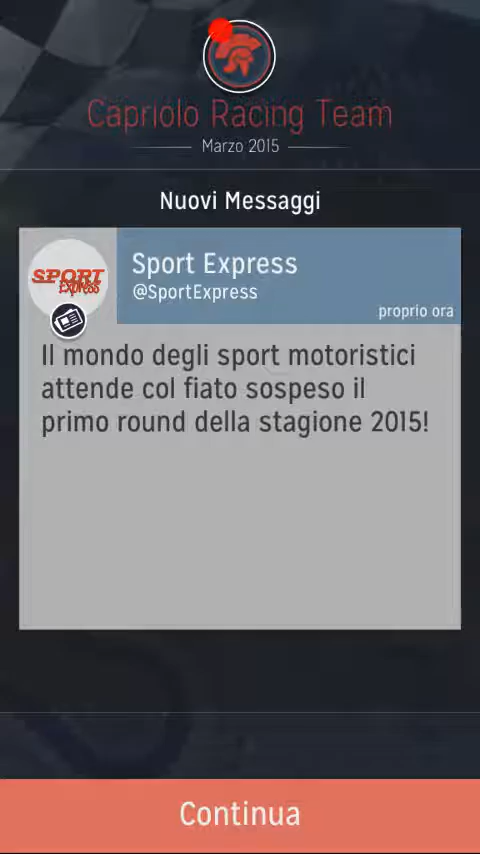 Capriolo Racing Team
Marzo 2015
Nuovi Messaggi
SPORT
EXPRESS
Sport Express
@SportExpress
proprio ora
Il mondo degli sport motoristici
attende col fiato sospeso il
primo round della stagione 2015!
Continua